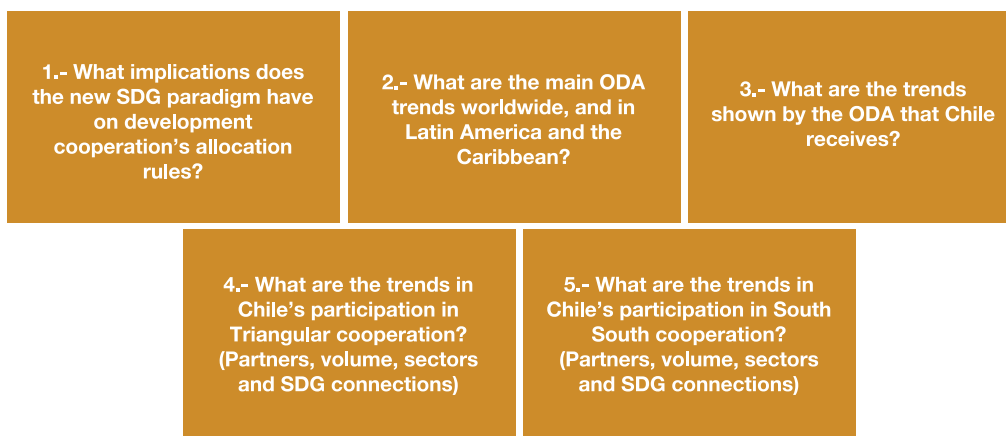 1.- What implications does
the new SDG paradigm have
on development
cooperation's allocation
rules?
2.- What are the main ODA
trends worldwide, and in
Latin America and the
Caribbean?
3.- What are the trends
shown by the ODA that Chile
receives?
4.- What are the trends in
Chile's participation in
Triangular cooperation?
(Partners, volume, sectors
and SDG connections)
5.- What are the trends in
Chile's participation in South
South cooperation?
(Partners, volume, sectors
and SDG connections)